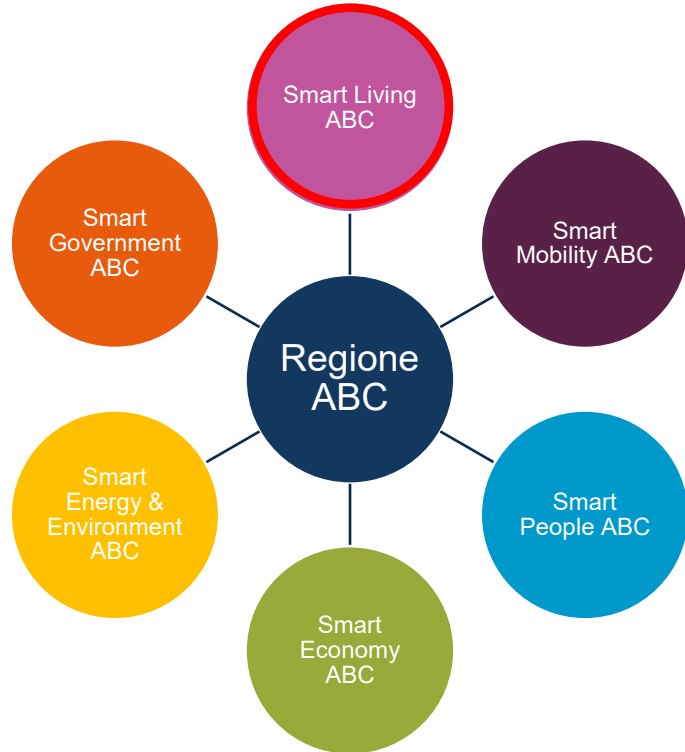 Smart Living
ABC
Smart
Government
ABC
Smart
Mobility ABC
Regione
ABC
Smart
Energy &
Environment
ABC
Smart
People ABC
Smart
Economy
ABC